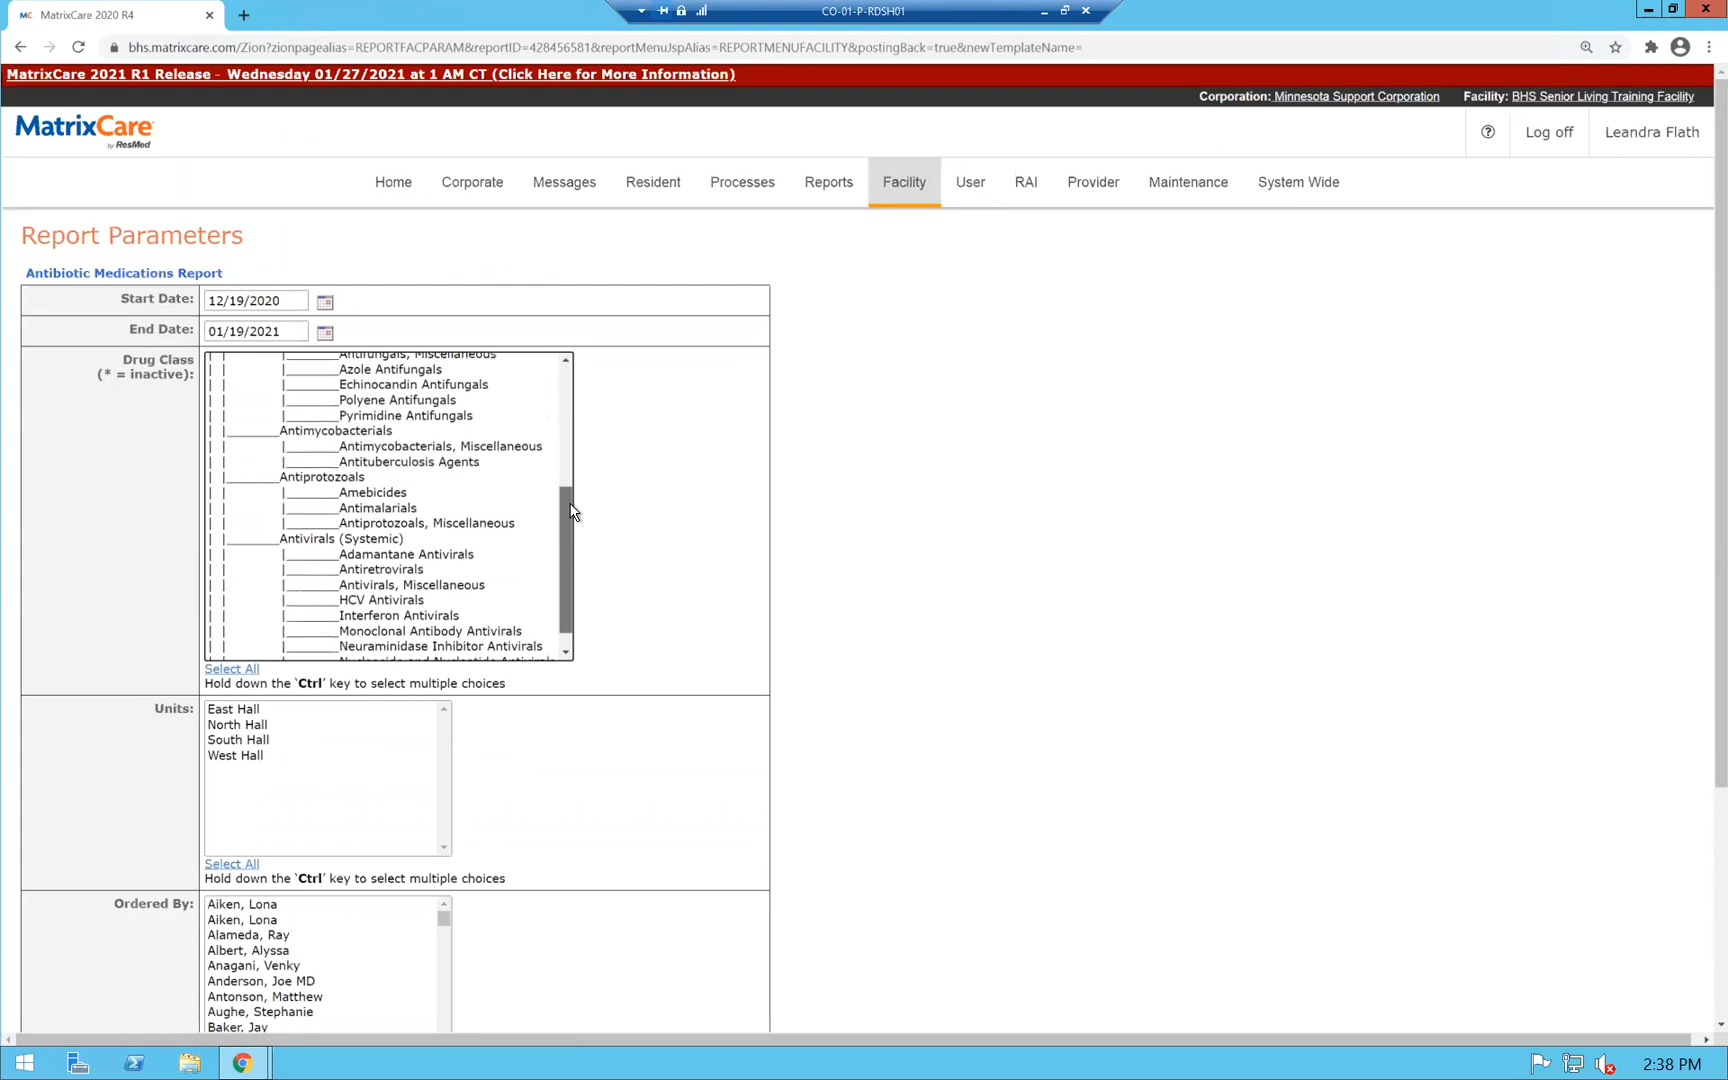 MC MatrixCare 2020 R4
CO-01-P-RDSH01
bhs.matrixcare.com/Zion?zionpagealias=REPORTFACPARAM&reportID=428456581&reportMenuJspAlias=REPORTMENUFACILITY&postingBack=true&newTemplateName=
MatrixCare 2021 R1 Release - Wednesday 01/27/2021 at 1 AM CT (Click Here for More Information)
Corporation: Minnesota Support Corporation Facility: BHS Senior Living Training Facility
MatrixCare
by ResMed
Log off Leandra Flath
Home Corporate Messages Resident Processes Reports Facility User RAI Provider Maintenance System Wide
Report Parameters
Antibiotic Medications Report
Start Date: 12/19/2020
End Date: 01/19/2021
Drug Class
(* = inactive):
Antifungals, Miscellaneous
Azole Antifungals
Echinocandin Antifungals
Polyene Antifungals
Pyrimidine Antifungals
Antimycobacterials
Antimycobacterials, Miscellaneous
Antituberculosis Agents
Antiprotozoals
Amebicides
Antimalarials
Antiprotozoals, Miscellaneous
Antivirals (Systemic)
Adamantane Antivirals
Antiretrovirals
Antivirals, Miscellaneous
HCV Antivirals
Interferon Antivirals
Monoclonal Antibody Antivirals
Neuraminidase Inhibitor Antivirals
Nucleoside and Nucleotide Antivirals
Select All
Hold down the `Ctrl' key to select multiple choices
Units:
East Hall
North Hall
South Hall
West Hall
Select All
Hold down the `Ctrl' key to select multiple choices
Ordered By:
Aiken, Lona
Aiken, Lona
Alameda, Ray
Albert, Alyssa
Anagani, Venky
Anderson, Joe MD
Antonson, Matthew
Aughe, Stephanie
Baker, Jay
2:38 PM